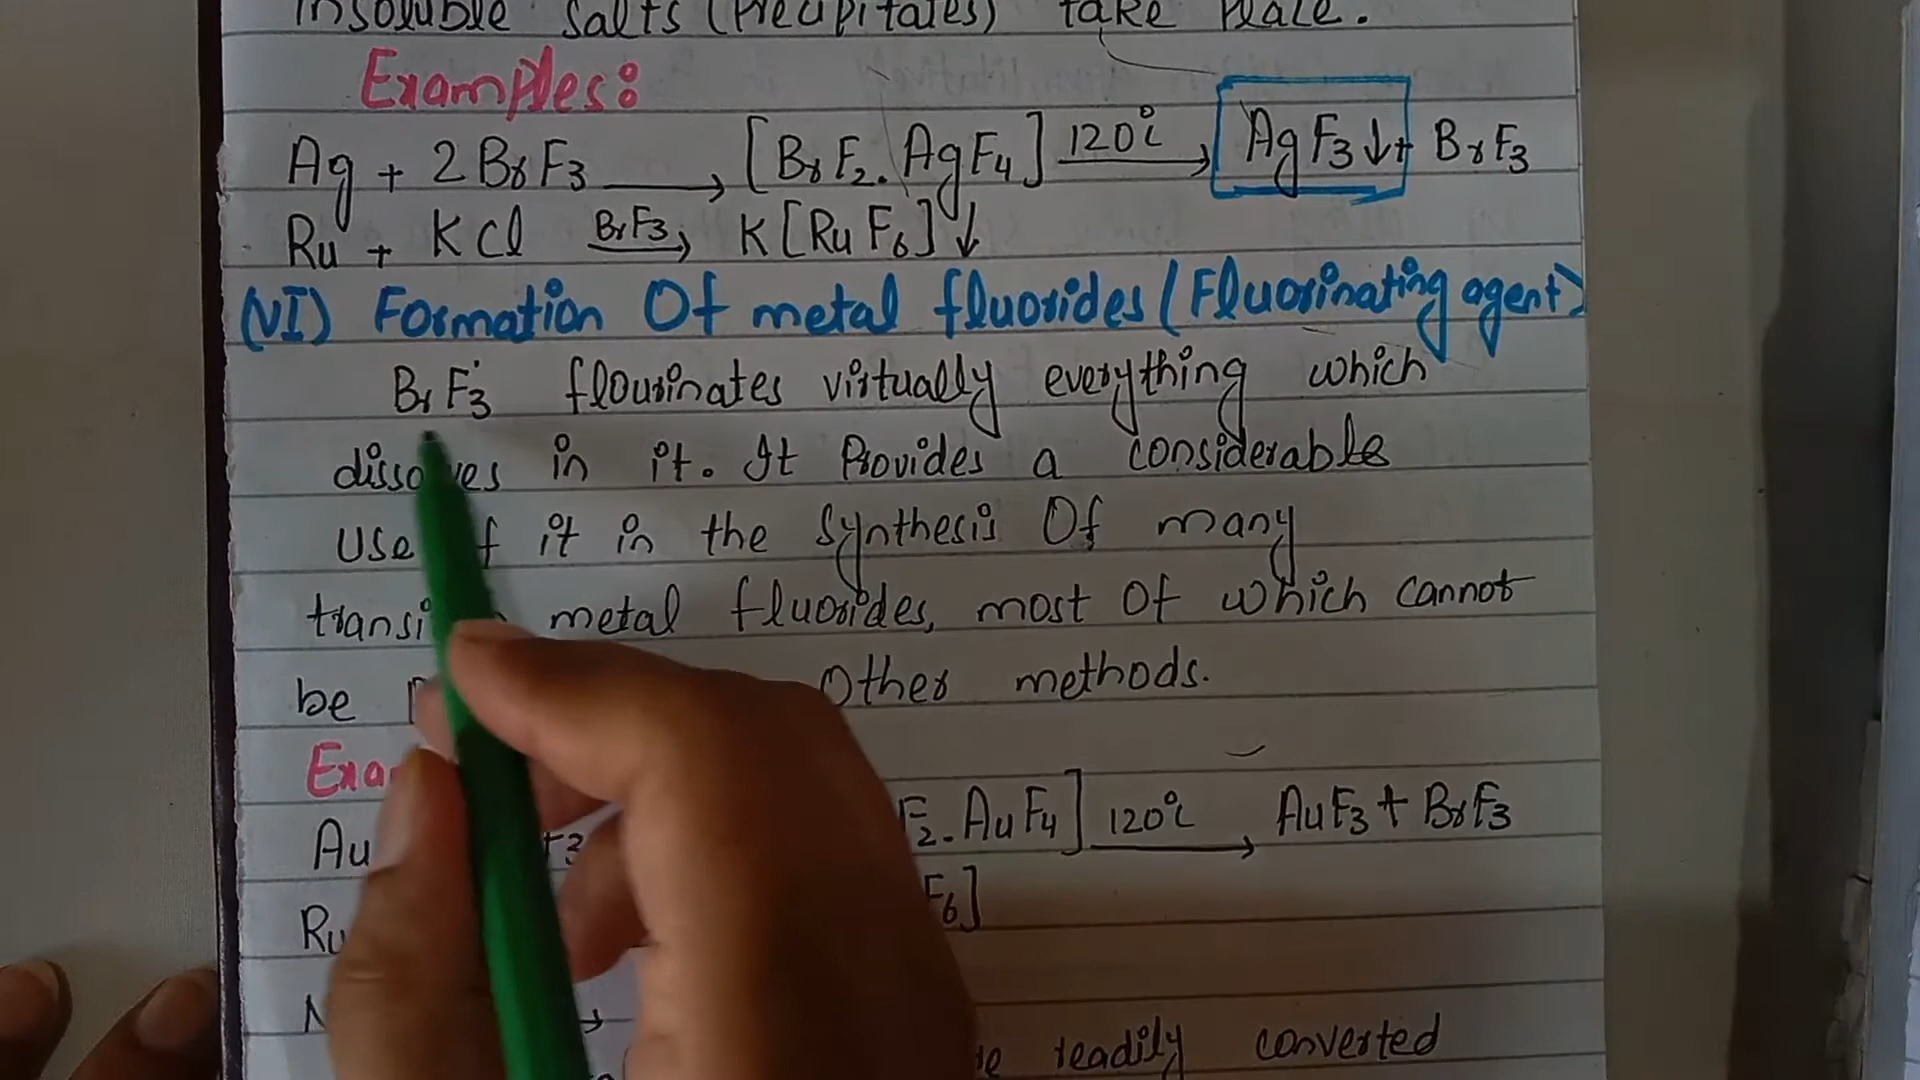 insoluble salts (Precipitates) take place.
Examples:
Ag + 2BrF3 → [BrF2.AgF4] 120°C → AgF3↓ + BrF3
Ru + KCl BrF3 → K[RuF6]↓
(VI) Formation Of metal fluorides (Fluorinating agent)
BrF3 flourinates virtually everything which
in it. It Provides a considerable
Use it in the Synthesis Of many
metal fluorides, most of which cannot
be Other methods.
Au F2.AuF4] 120°C → AuF3 + BrF3
Ru F6]
→
readily converted